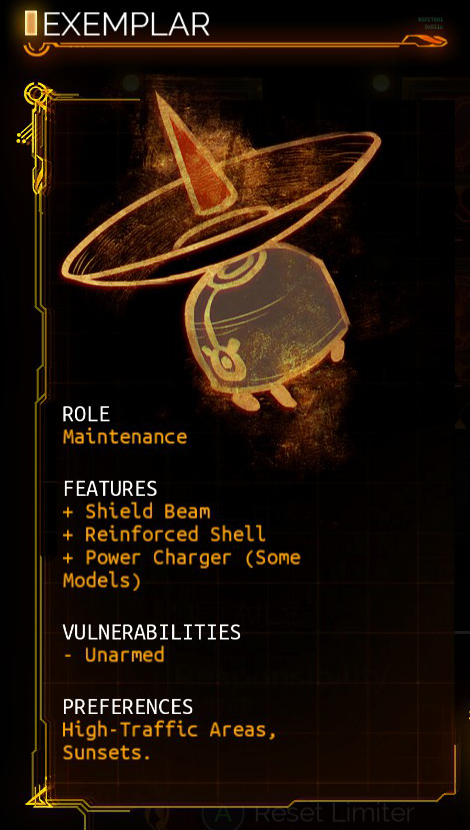 EXEMPLAR
ROLE
Maintenance
FEATURES
+ Shield Beam
+ Reinforced Shell
+ Power Charger (Some
Models)
VULNERABILITIES
- Unarmed
PREFERENCES
High-Traffic Areas,
Sunsets.
A Reset Limiter